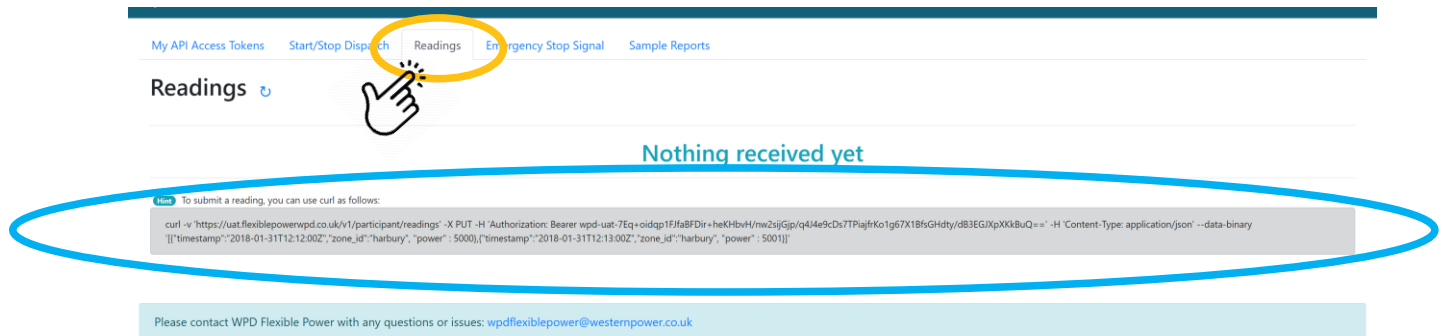 My API Access Tokens Start/Stop Dispatch Readings Emergency Stop Signal Sample Reports
Readings
Nothing received yet
Hint To submit a reading, you can use curl as follows:
curl -v 'https://uat.flexiblepowerwpd.co.uk/v1/participant/readings' -X PUT -H 'Authorization: Bearer wpd-uat-7Eq+oidqp1FJfaBFDir+heKHbvH/nw2sijGjp/q4J4e9cDs7TPiajfrKo1g67X1BfsGHdty/dB3EGJXpXKkBuQ==' -H 'Content-Type: application/json' --data-binary
'[{"timestamp":"2018-01-31T12:12:00Z","zone_id":"harbury", "power" : 5000},{"timestamp":"2018-01-31T12:13:00Z","zone_id":"harbury", "power" : 5001}]'
Please contact WPD Flexible Power with any questions or issues: wpdflexiblepower@westernpower.co.uk